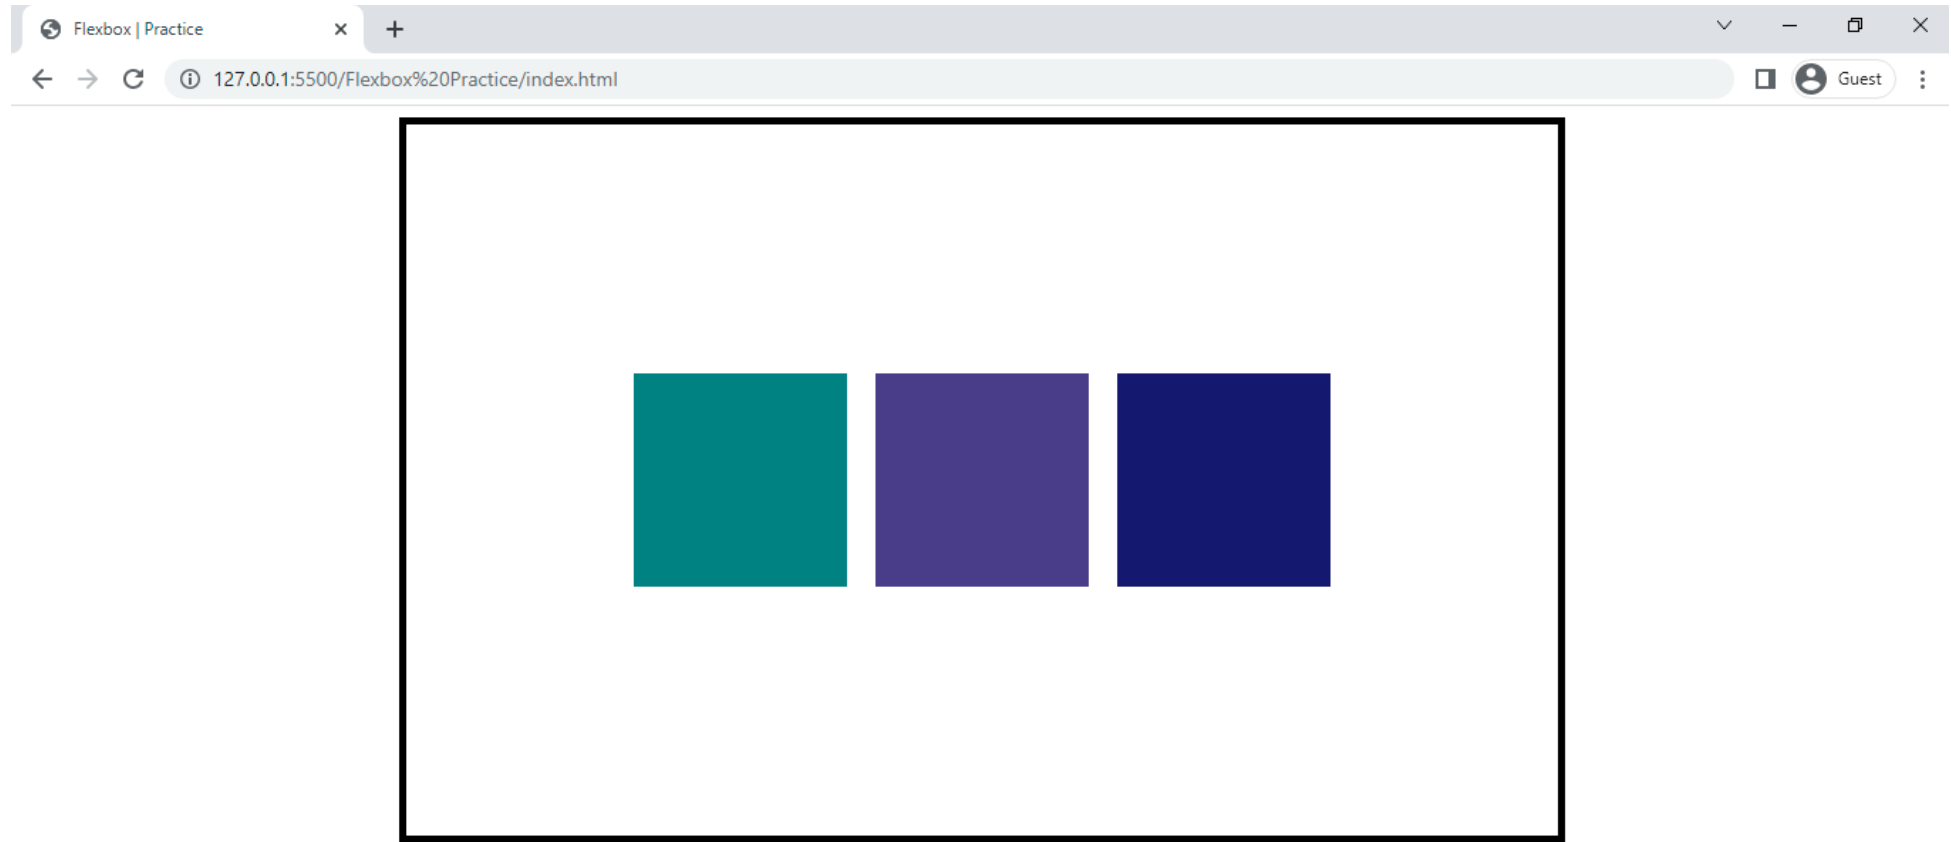 Flexbox | Practice
127.0.0.1:5500/Flexbox%20Practice/index.html
Guest